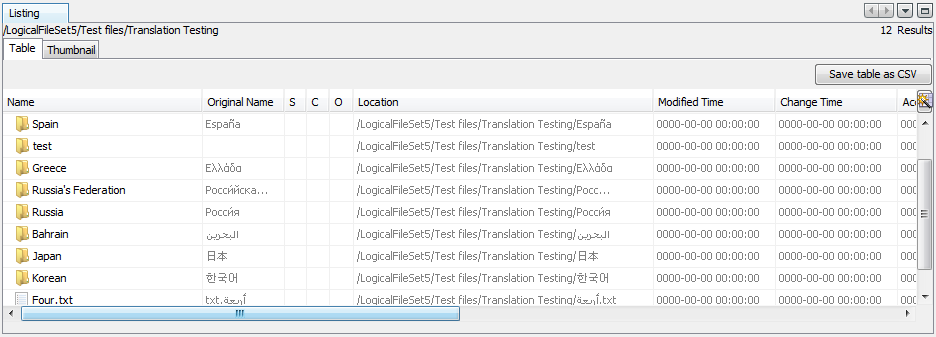 Listing
/LogicalFileSet5/Test files/Translation Testing 12 Results
Table Thumbnail
Save table as CSV
Name Original Name S C O Location Modified Time Change Time Acc
Spain España /LogicalFileSet5/Test files/Translation Testing/España 0000-00-00 00:00:00 0000-00-00 00:00:00 000
test /LogicalFileSet5/Test files/Translation Testing/test 0000-00-00 00:00:00 0000-00-00 00:00:00 000
Greece Ελλάδα /LogicalFileSet5/Test files/Translation Testing/Ελλάδα 0000-00-00 00:00:00 0000-00-00 00:00:00 000
Russia's Federation Российска... /LogicalFileSet5/Test files/Translation Testing/Росс... 0000-00-00 00:00:00 0000-00-00 00:00:00 000
Russia Росси́я /LogicalFileSet5/Test files/Translation Testing/Росси́я 0000-00-00 00:00:00 0000-00-00 00:00:00 000
Bahrain البحرين /LogicalFileSet5/Test files/Translation Testing/البحرين 0000-00-00 00:00:00 0000-00-00 00:00:00 000
Japan 日本 /LogicalFileSet5/Test files/Translation Testing/日本 0000-00-00 00:00:00 0000-00-00 00:00:00 000
Korean 한국어 /LogicalFileSet5/Test files/Translation Testing/한국어 0000-00-00 00:00:00 0000-00-00 00:00:00 000
Four.txt أربعة.txt /LogicalFileSet5/Test files/Translation Testing/أربعة.txt 0000-00-00 00:00:00 0000-00-00 00:00:00 000